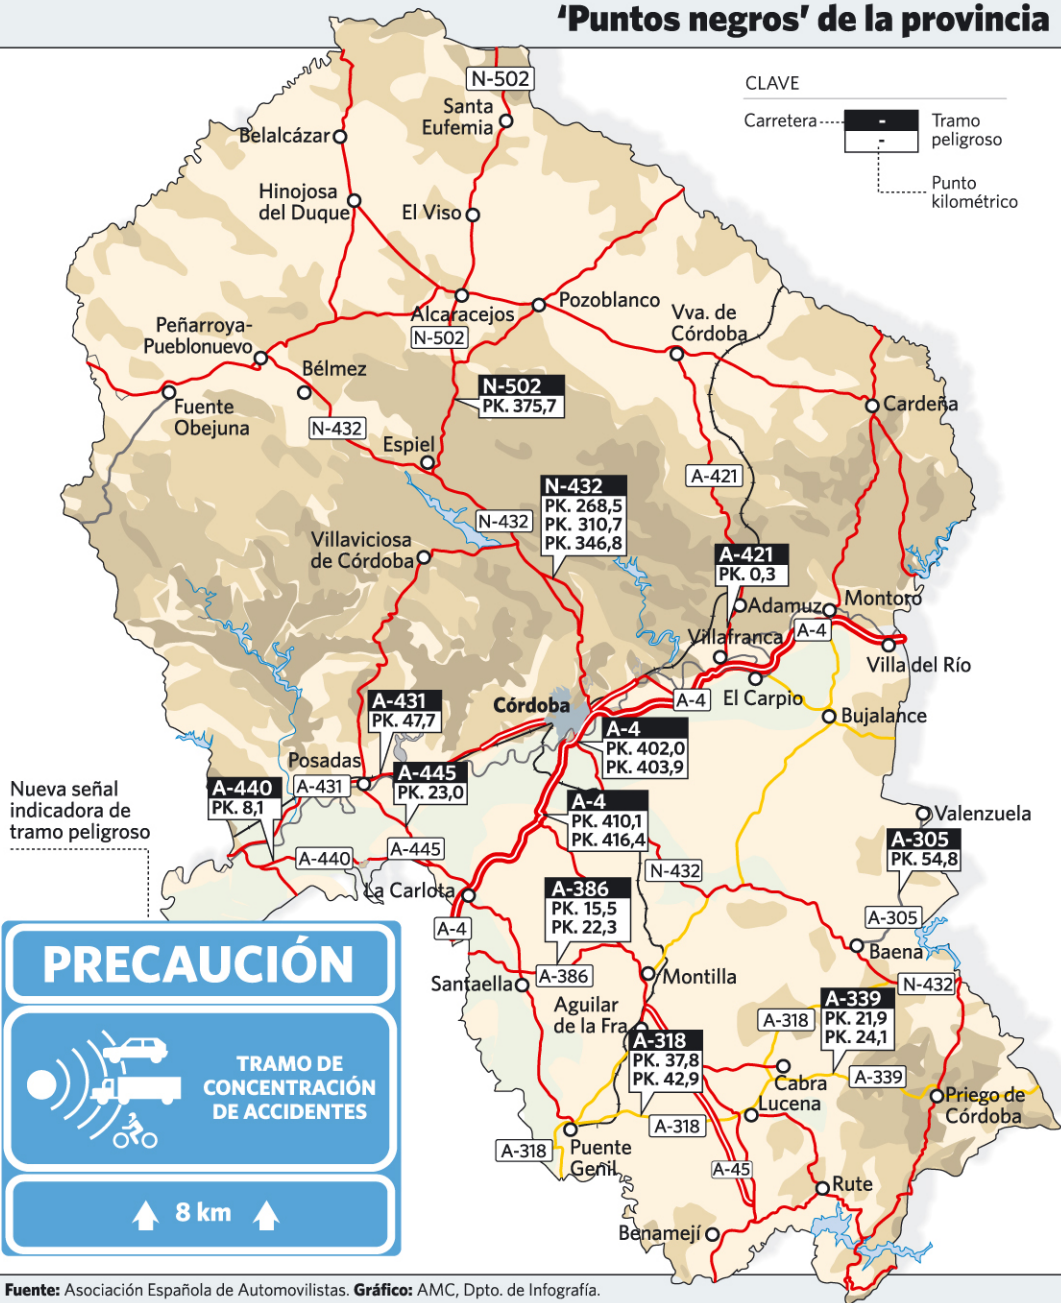 ‘Puntos negros’ de la provincia
CLAVE
Carretera
-
-
Tramo
peligroso
Punto
kilométrico
N-502
Santa
Eufemia
Belalcázar
Hinojosa
del Duque
El Viso
Alcaracejos
Pozoblanco
N-502
Vva. de
Córdoba
Peñarroya-
Pueblonuevo
Bélmez
Fuente
Obejuna
N-502
PK. 375,7
Cardeña
N-432
Espiel
A-421
N-432
PK. 268,5
PK. 310,7
PK. 346,8
N-432
Villaviciosa
de Córdoba
A-421
PK. 0,3
Adamuz
Montoro
A-4
Villafranca
Villa del Río
El Carpio
A-4
Córdoba
Bujalance
A-431
PK. 47,7
A-4
PK. 402,0
PK. 403,9
Posadas
A-431
A-445
PK. 23,0
A-440
PK. 8,1
Nueva señal
indicadora de
tramo peligroso
A-4
PK. 410,1
PK. 416,4
Valenzuela
A-305
PK. 54,8
A-440
A-445
N-432
La Carlota
A-386
PK. 15,5
PK. 22,3
A-305
A-4
Baena
Santaella
A-386
Montilla
N-432
Aguilar
de la Fra.
A-339
PK. 21,9
PK. 24,1
A-318
A-318
PK. 37,8
PK. 42,9
Cabra
A-339
Lucena
Priego de
Córdoba
A-318
A-318
Puente
Genil
A-45
Rute
Benamejí
PRECAUCIÓN
TRAMO DE
CONCENTRACIÓN
DE ACCIDENTES
8 km
Fuente: Asociación Española de Automovilistas. Gráfico: AMC, Dpto. de Infografía.